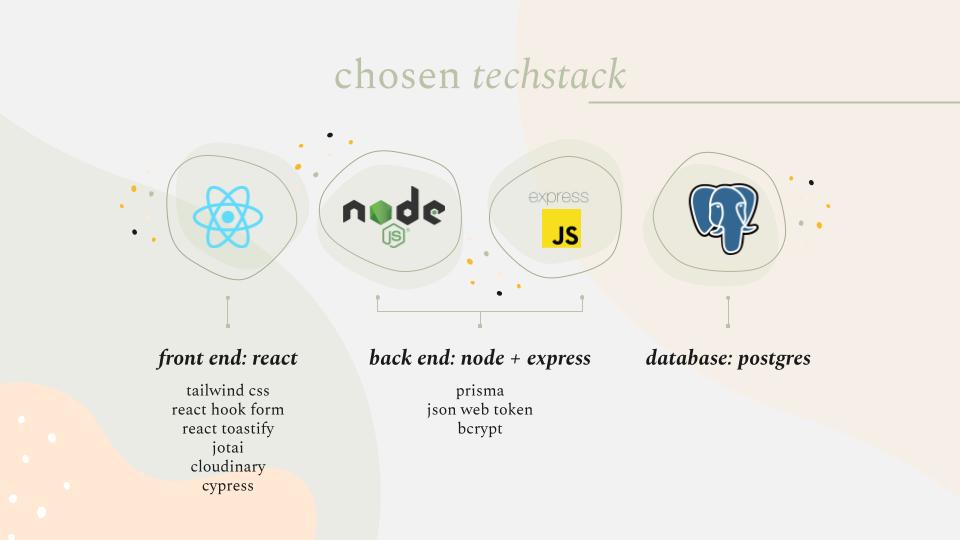 chosen techstack
node
JS
express
JS
front end: react
tailwind css
react hook form
react toastify
jotai
cloudinary
cypress
back end: node + express
prisma
json web token
bcrypt
database: postgres